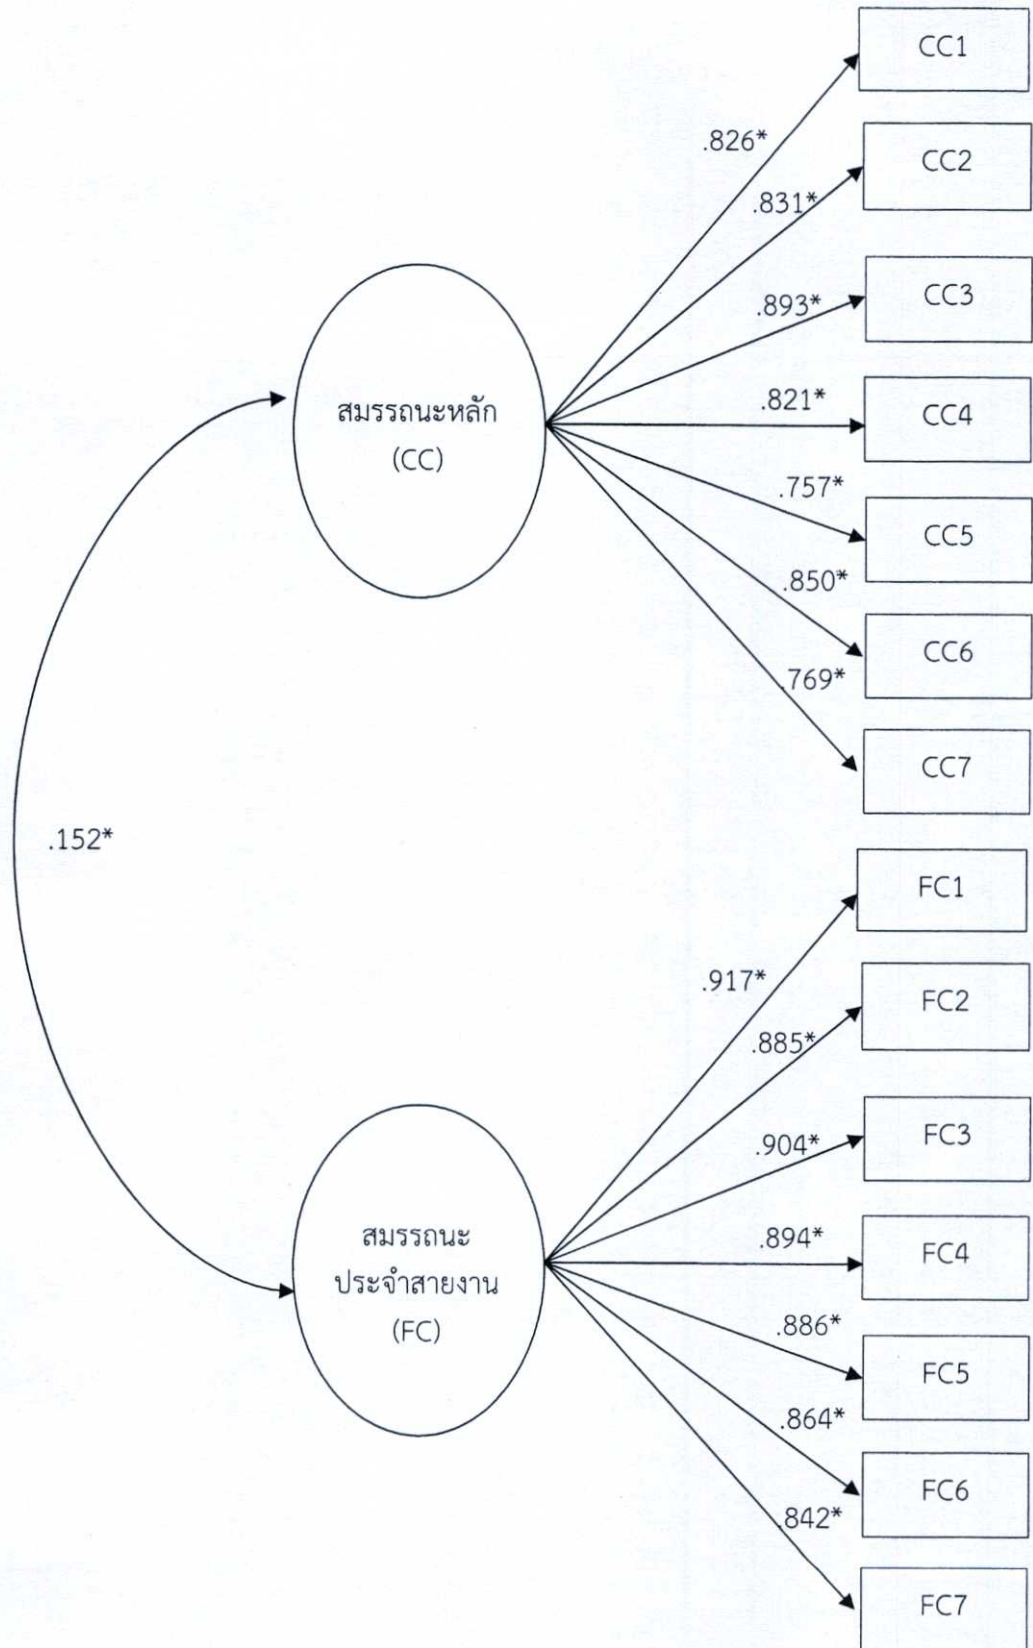 CC1
.826*
CC2
.831*
CC3
.893*
สมรรถนะหลัก
(CC)
.821*
CC4
.757*
CC5
.850*
CC6
.769*
CC7
.152*
FC1
.917*
FC2
.885*
FC3
.904*
สมรรถนะ
ประจำสายงาน
(FC)
.894*
FC4
.886*
FC5
.864*
FC6
.842*
FC7